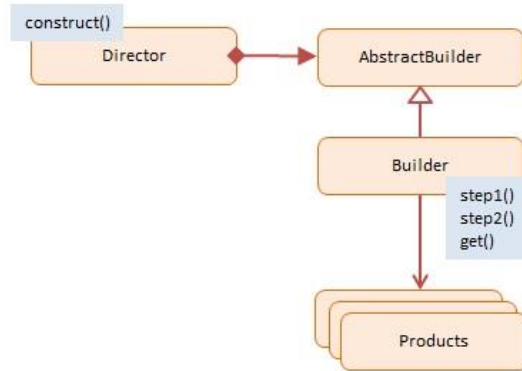 construct()
Director
AbstractBuilder
Builder
step1()
step2()
get()
Products